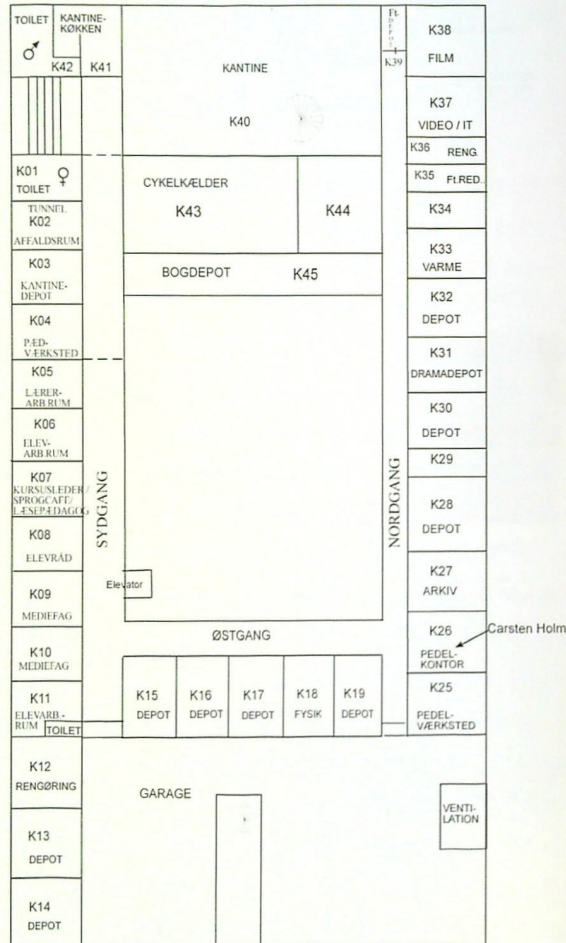 TOILET
KANTINE-
KØKKEN
K42
K41
K01
TOILET
TUNNEL
K02
AFFALDSRUM
K03
KANTINE-
DEPOT
K04
PÆD-
VÆRKSTED
K05
LÆRER-
ARB.RUM
K06
ELEV-
ARB.RUM
K07
KURSUSLEDER/
SPROGCAFE/
LÆSEPÆDAGOG
K08
ELEVRÅD
K09
MEDIEFAG
K10
MEDIEFAG
K11
ELEVARB.-
RUM
TOILET
K12
RENGØRING
K13
DEPOT
K14
DEPOT
SYDGANG
KANTINE
K40
CYKELKÆLDER
K43
K44
BOGDEPOT K45
Elevator
ØSTGANG
K15
DEPOT
K16
DEPOT
K17
DEPOT
K18
FYSIK
K19
DEPOT
GARAGE
NORDGANG
Ft.
DEPOT
K39
K38
FILM
K37
VIDEO / IT
K36 RENG.
K35 Ft.RED.
K34
K33
VARME
K32
DEPOT
K31
DRAMADEPOT
K30
DEPOT
K29
K28
DEPOT
K27
ARKIV
K26
PEDEL-
KONTOR
Carsten Holm
K25
PEDEL-
VÆRKSTED
VENTI-
LATION